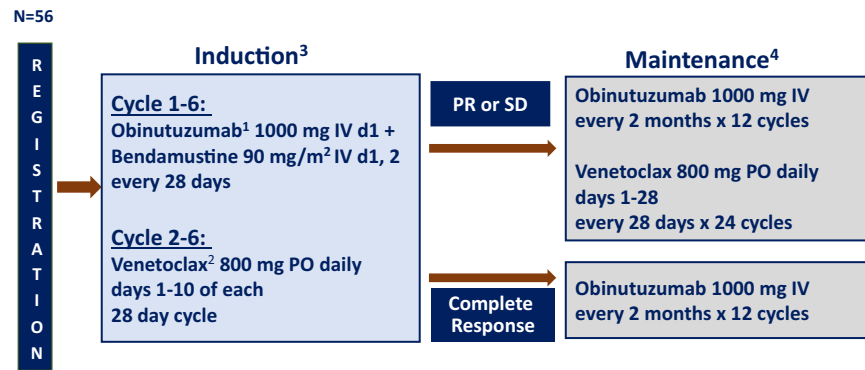 N=56
REGISTRATION
Induction³
Cycle 1-6:
Obinutuzumab¹ 1000 mg IV d1 +
Bendamustine 90 mg/m² IV d1, 2
every 28 days
Cycle 2-6:
Venetoclax² 800 mg PO daily
days 1-10 of each
28 day cycle
PR or SD
Complete
Response
Maintenance⁴
Obinutuzumab 1000 mg IV
every 2 months x 12 cycles
Venetoclax 800 mg PO daily
days 1-28
every 28 days x 24 cycles
Obinutuzumab 1000 mg IV
every 2 months x 12 cycles